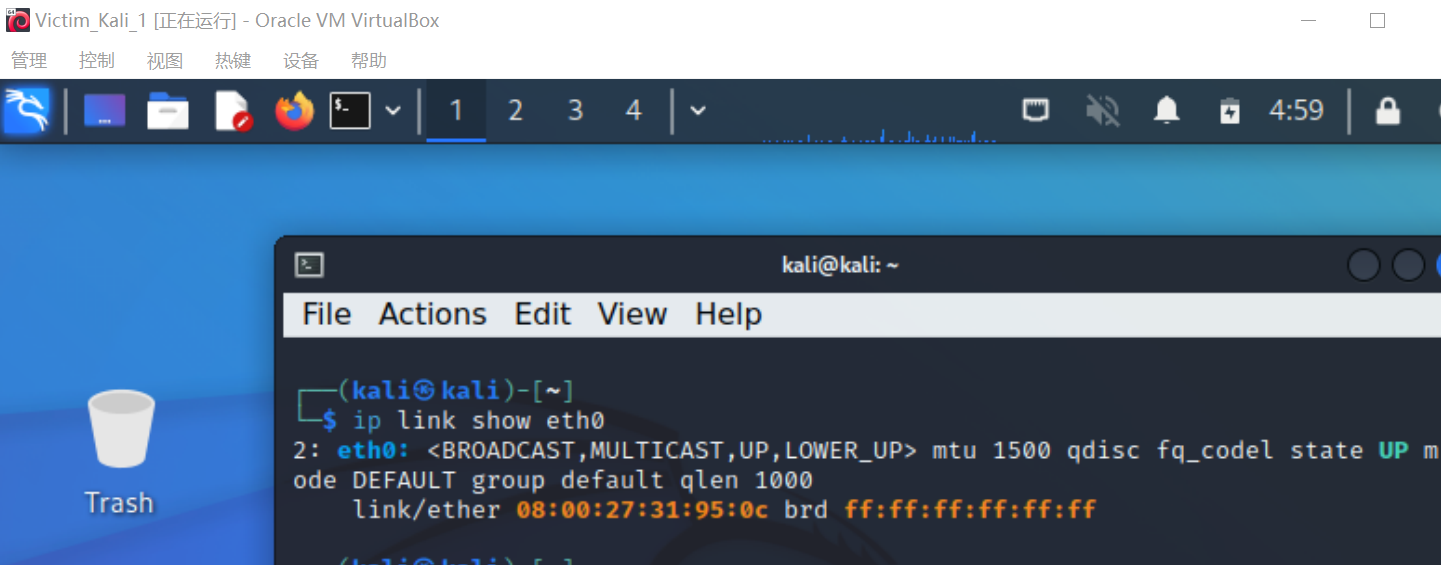 Victim_Kali_1 [正在运行] - Oracle VM VirtualBox
管理 控制 视图 热键 设备 帮助
1 2 3 4 4:59
kali@kali: ~
File Actions Edit View Help
┌──(kali㉿kali)-[~]
└─$ ip link show eth0
2: eth0: <BROADCAST,MULTICAST,UP,LOWER_UP> mtu 1500 qdisc fq_codel state UP m
ode DEFAULT group default qlen 1000
link/ether 08:00:27:31:95:0c brd ff:ff:ff:ff:ff:ff
Trash
┌──(kali㉿kali)-[~]